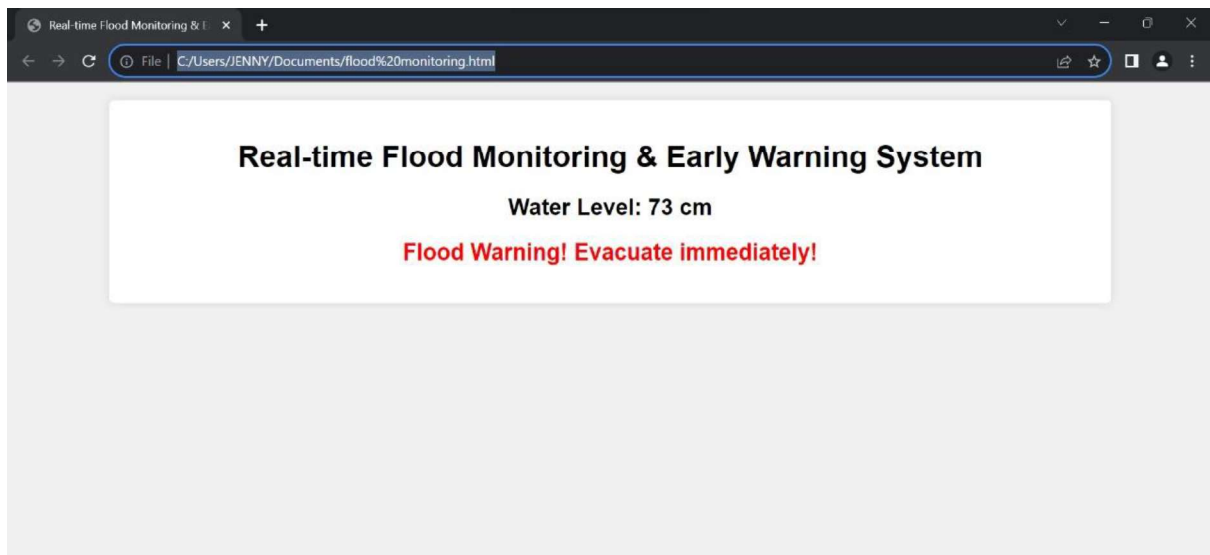 Real-time Flood Monitoring & E
File | C:/Users/JENNY/Documents/flood%20monitoring.html
Real-time Flood Monitoring & Early Warning System
Water Level: 73 cm
Flood Warning! Evacuate immediately!